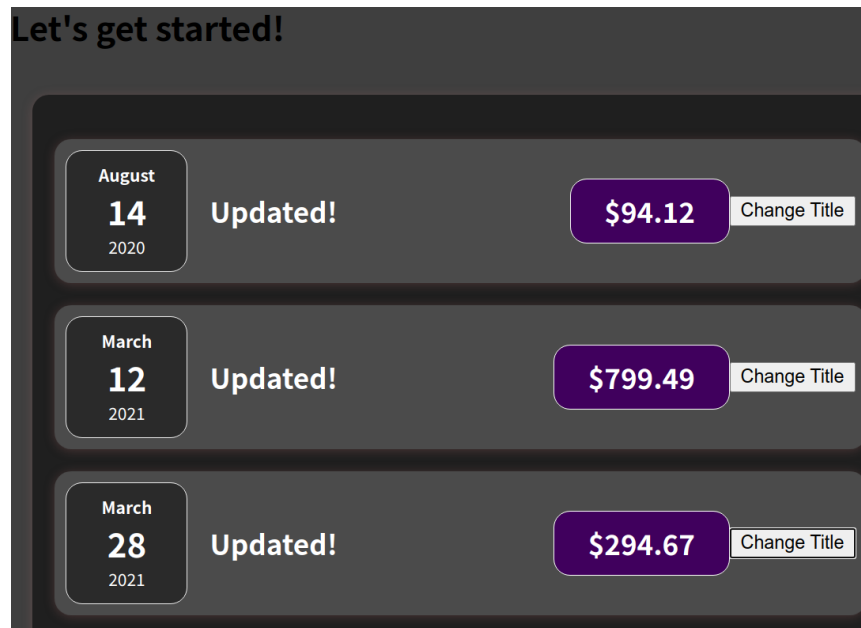 Let's get started!
August
14
2020
Updated!
$94.12
Change Title
March
12
2021
Updated!
$799.49
Change Title
March
28
2021
Updated!
$294.67
Change Title